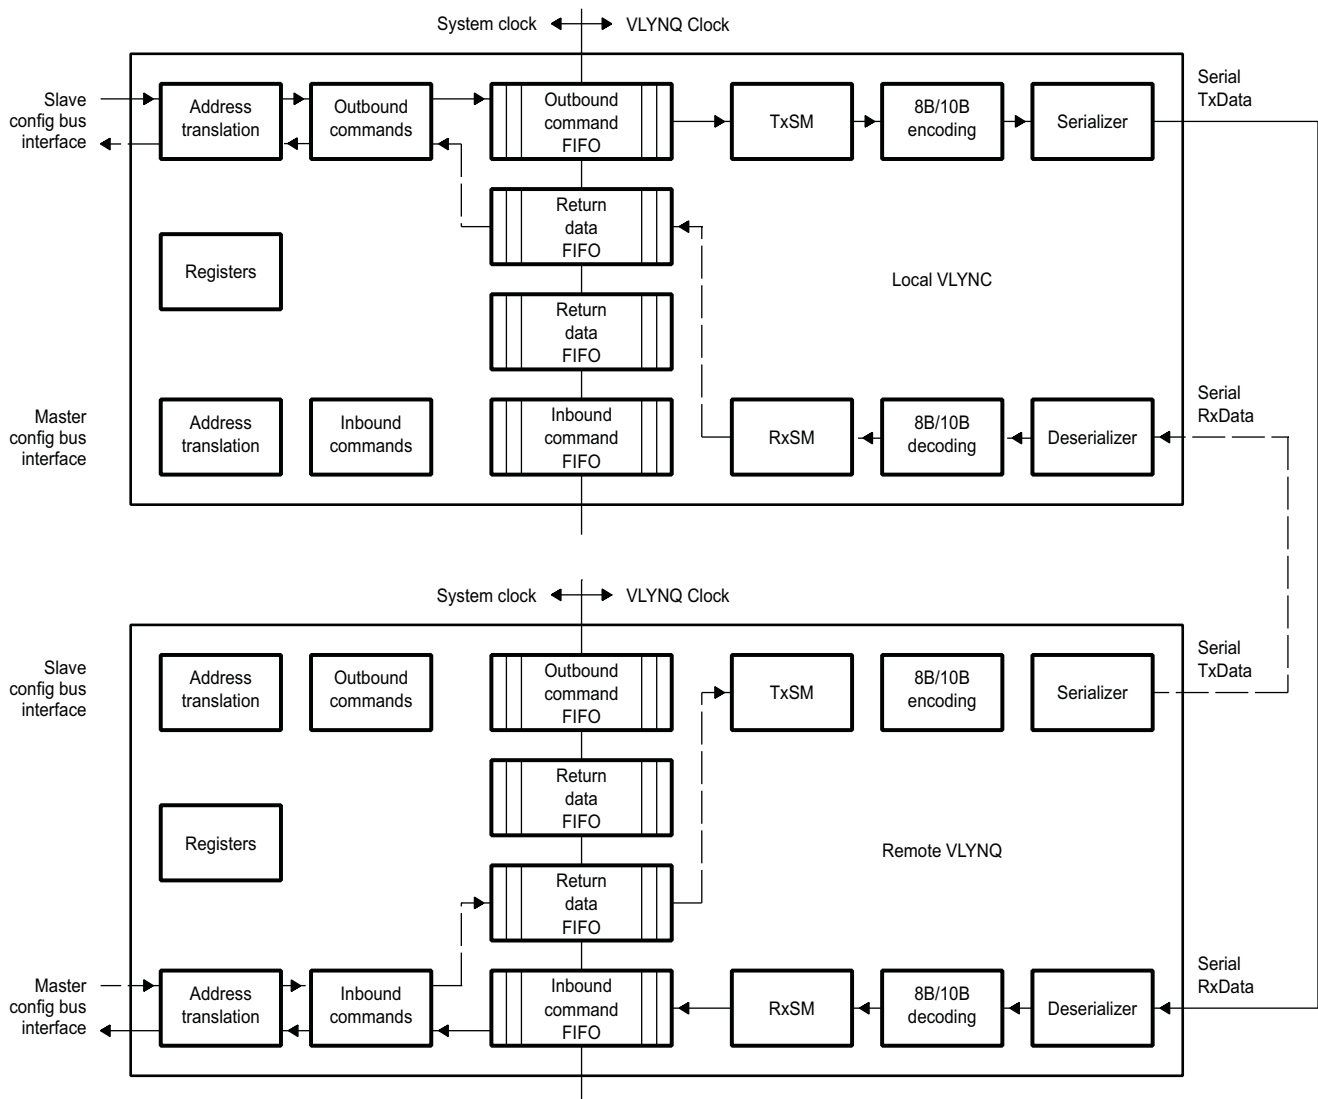 System clock
VLYNQ Clock
Slave
config bus
interface
Address
translation
Outbound
commands
Outbound
command
FIFO
TxSM
8B/10B
encoding
Serializer
Serial
TxData
Return
data
FIFO
Registers
Local VLYNC
Return
data
FIFO
Master
config bus
interface
Address
translation
Inbound
commands
Inbound
command
FIFO
RxSM
8B/10B
decoding
Deserializer
Serial
RxData
System clock
VLYNQ Clock
Slave
config bus
interface
Address
translation
Outbound
commands
Outbound
command
FIFO
TxSM
8B/10B
encoding
Serializer
Serial
TxData
Return
data
FIFO
Registers
Remote VLYNQ
Return
data
FIFO
Master
config bus
interface
Address
translation
Inbound
commands
Inbound
command
FIFO
RxSM
8B/10B
decoding
Deserializer
Serial
RxData